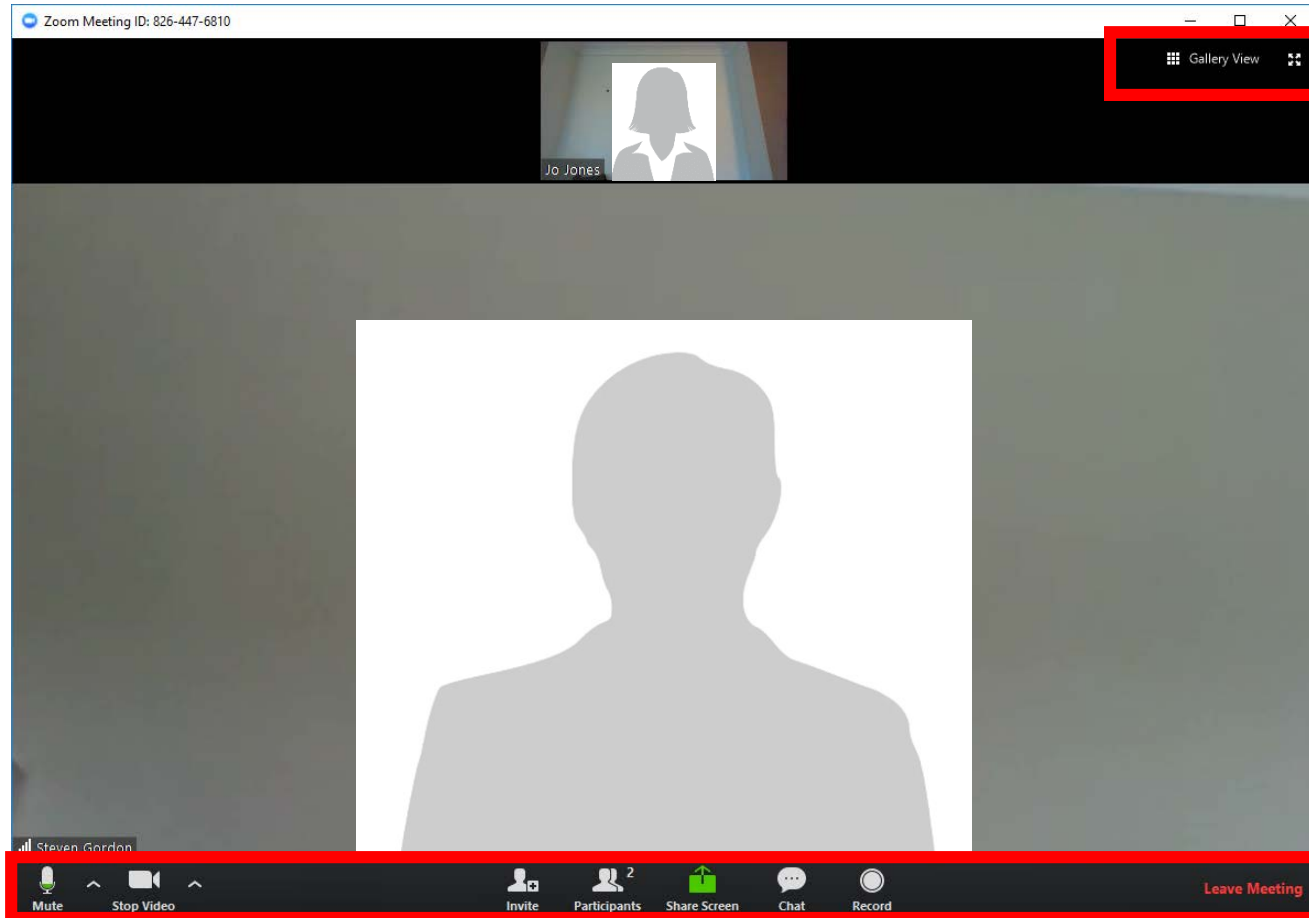 Zoom Meeting ID: 826-447-6810
Gallery View
Jo Jones
Steven Gordon
2
Mute Stop Video Invite Participants Share Screen Chat Record Leave Meeting